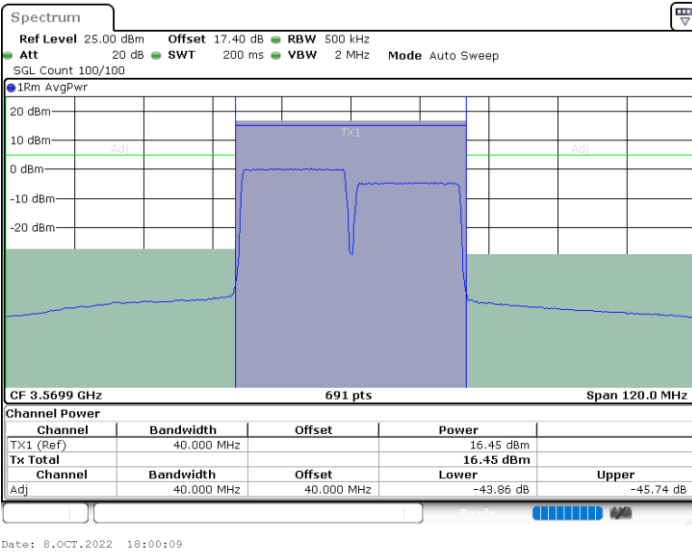 Spectrum
Ref Level 25.00 dBm Offset 17.40 dB RBW 500 kHz
Att 20 dB SWT 200 ms VBW 2 MHz Mode Auto Sweep
SGL Count 100/100
1Rm AvgPwr
20 dBm
TX1
10 dBm
Adj Adj
0 dBm
-10 dBm
-20 dBm
CF 3.5699 GHz 691 pts Span 120.0 MHz
Channel Power
Channel Bandwidth Offset Power
TX1 (Ref) 40.000 MHz 16.45 dBm
Tx Total 16.45 dBm
Channel Bandwidth Offset Lower Upper
Adj 40.000 MHz 40.000 MHz -43.86 dB -45.74 dB
Ready
Date: 8.OCT.2022 18:00:09